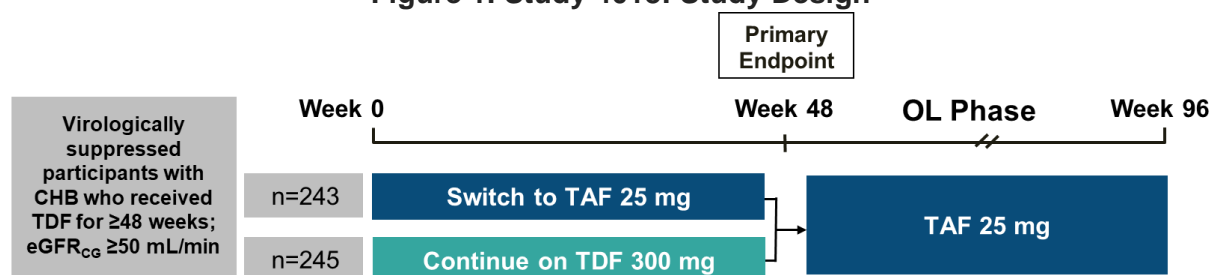 Primary
Endpoint
Week 0
Week 48
OL Phase
Week 96
Virologically
suppressed
participants with
CHB who received
TDF for ≥48 weeks;
eGFRCG ≥50 mL/min
n=243
Switch to TAF 25 mg
TAF 25 mg
n=245
Continue on TDF 300 mg